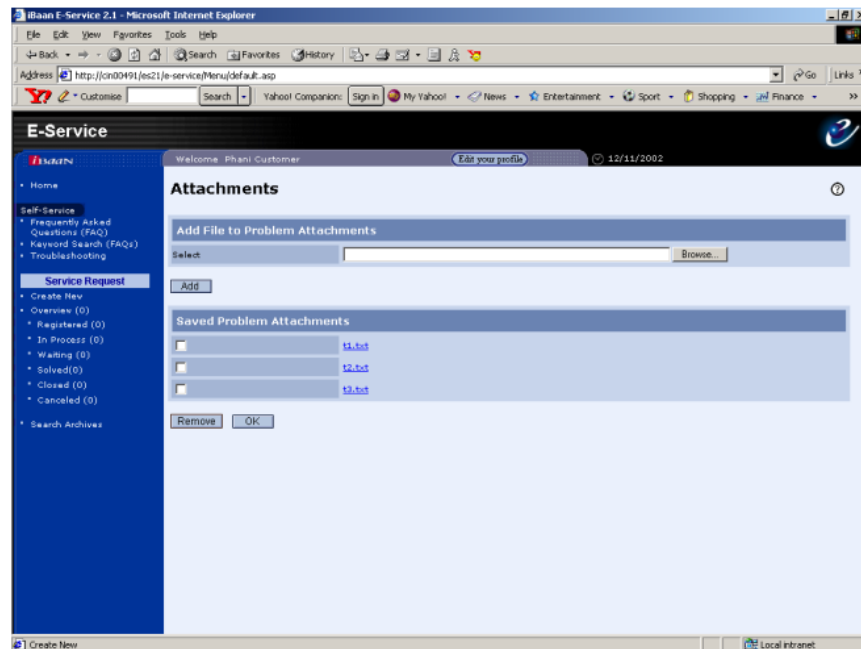 iBaan E-Service 2.1 - Microsoft Internet Explorer
File Edit View Favorites Tools Help
Back Search Favorites History
Address http://cin00491/es21/e-service/Menu/default.asp Go Links
Y7 Customise Search Yahoo! Companion: Sign in My Yahoo! News Entertainment Sport Shopping Finance »
E-Service
iBaan Welcome Phani Customer Edit your profile 12/11/2002
Home
Self-Service
Frequently Asked
Questions (FAQ)
Keyword Search (FAQs)
Troubleshooting
Service Request
Create New
Overview (0)
Registered (0)
In Process (0)
Waiting (0)
Solved(0)
Closed (0)
Canceled (0)
Search Archives
Attachments
Add File to Problem Attachments
Select Browse...
Add
Saved Problem Attachments
t1.txt
t2.txt
t3.txt
Remove OK
Create New Local intranet